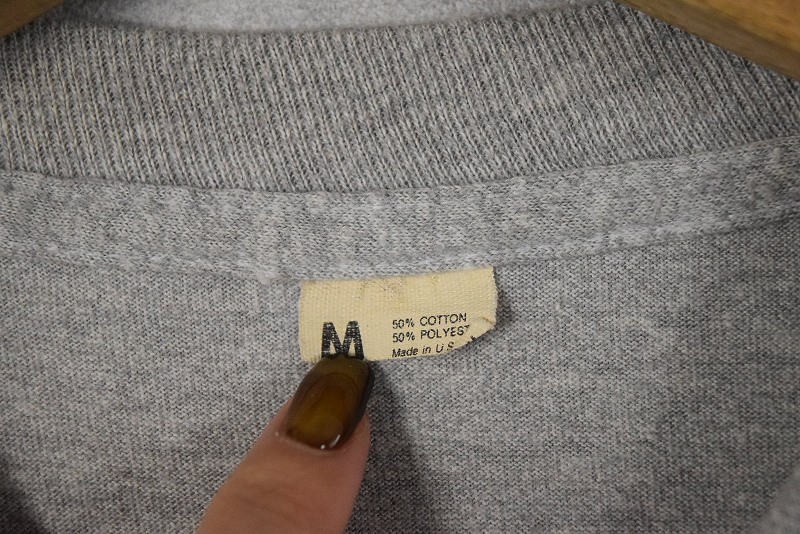 M
50% COTTON
50% POLYEST
Made in U.S.